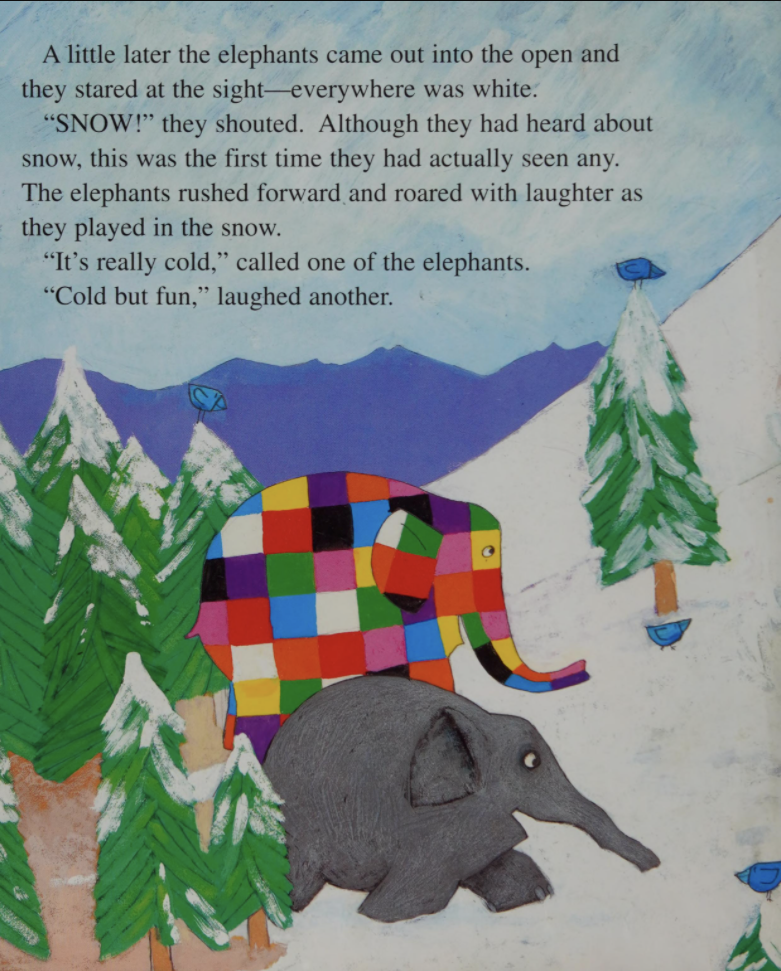 A little later the elephants came out into the open and
they stared at the sight—everywhere was white.
“SNOW!” they shouted. Although they had heard about
snow, this was the first time they had actually seen any.
The elephants rushed forward and roared with laughter as
they played in the snow.
“It’s really cold,” called one of the elephants.
“Cold but fun,” laughed another.